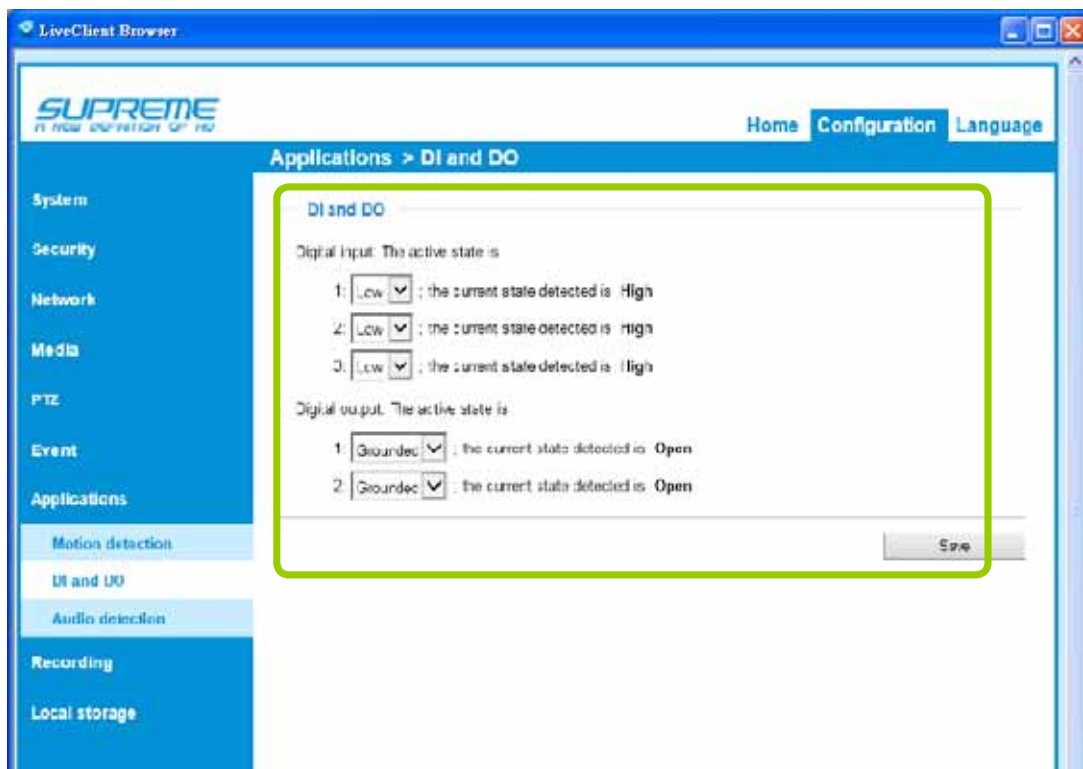 LiveClient Browser
SUPREME
A NEW DEFINITION OF HD
Home Configuration Language
Applications > DI and DO
System
Security
Network
Media
PTZ
Event
Applications
Motion detection
DI and DO
Audio detection
Recording
Local storage
DI and DO
Digital input: The active state is
1: Low ; the current state detected is High
2: Low ; the current state detected is High
3: Low ; the current state detected is High
Digital output: The active state is
1: Grounded ; the current state detected is Open
2: Grounded ; the current state detected is Open
Save